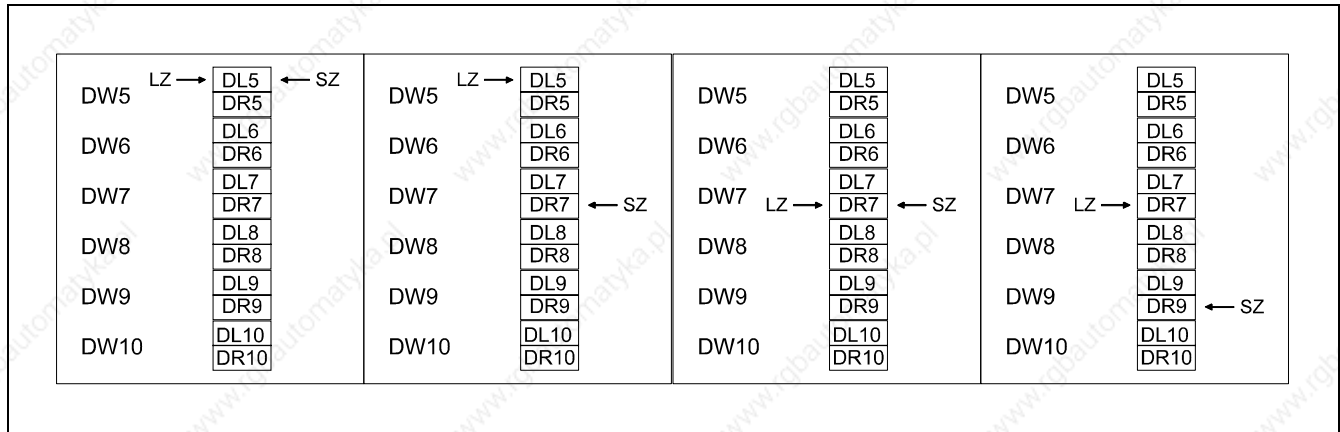 LZ DL5 SZ LZ DL5 DL5 DL5
DW5 DR5 DW5 DR5 DW5 DR5 DW5 DR5
DL6 DL6 DL6 DL6
DW6 DR6 DW6 DR6 DW6 DR6 DW6 DR6
DL7 DL7 DL7 DL7
DW7 DR7 DW7 DR7 SZ DW7 LZ DR7 SZ DW7 LZ DR7
DL8 DL8 DL8 DL8
DW8 DR8 DW8 DR8 DW8 DR8 DW8 DR8
DL9 DL9 DL9 DL9
DW9 DR9 DW9 DR9 DW9 DR9 DW9 DR9 SZ
DL10 DL10 DL10 DL10
DW10 DR10 DW10 DR10 DW10 DR10 DW10 DR10
www.rgbautomatyka.pl